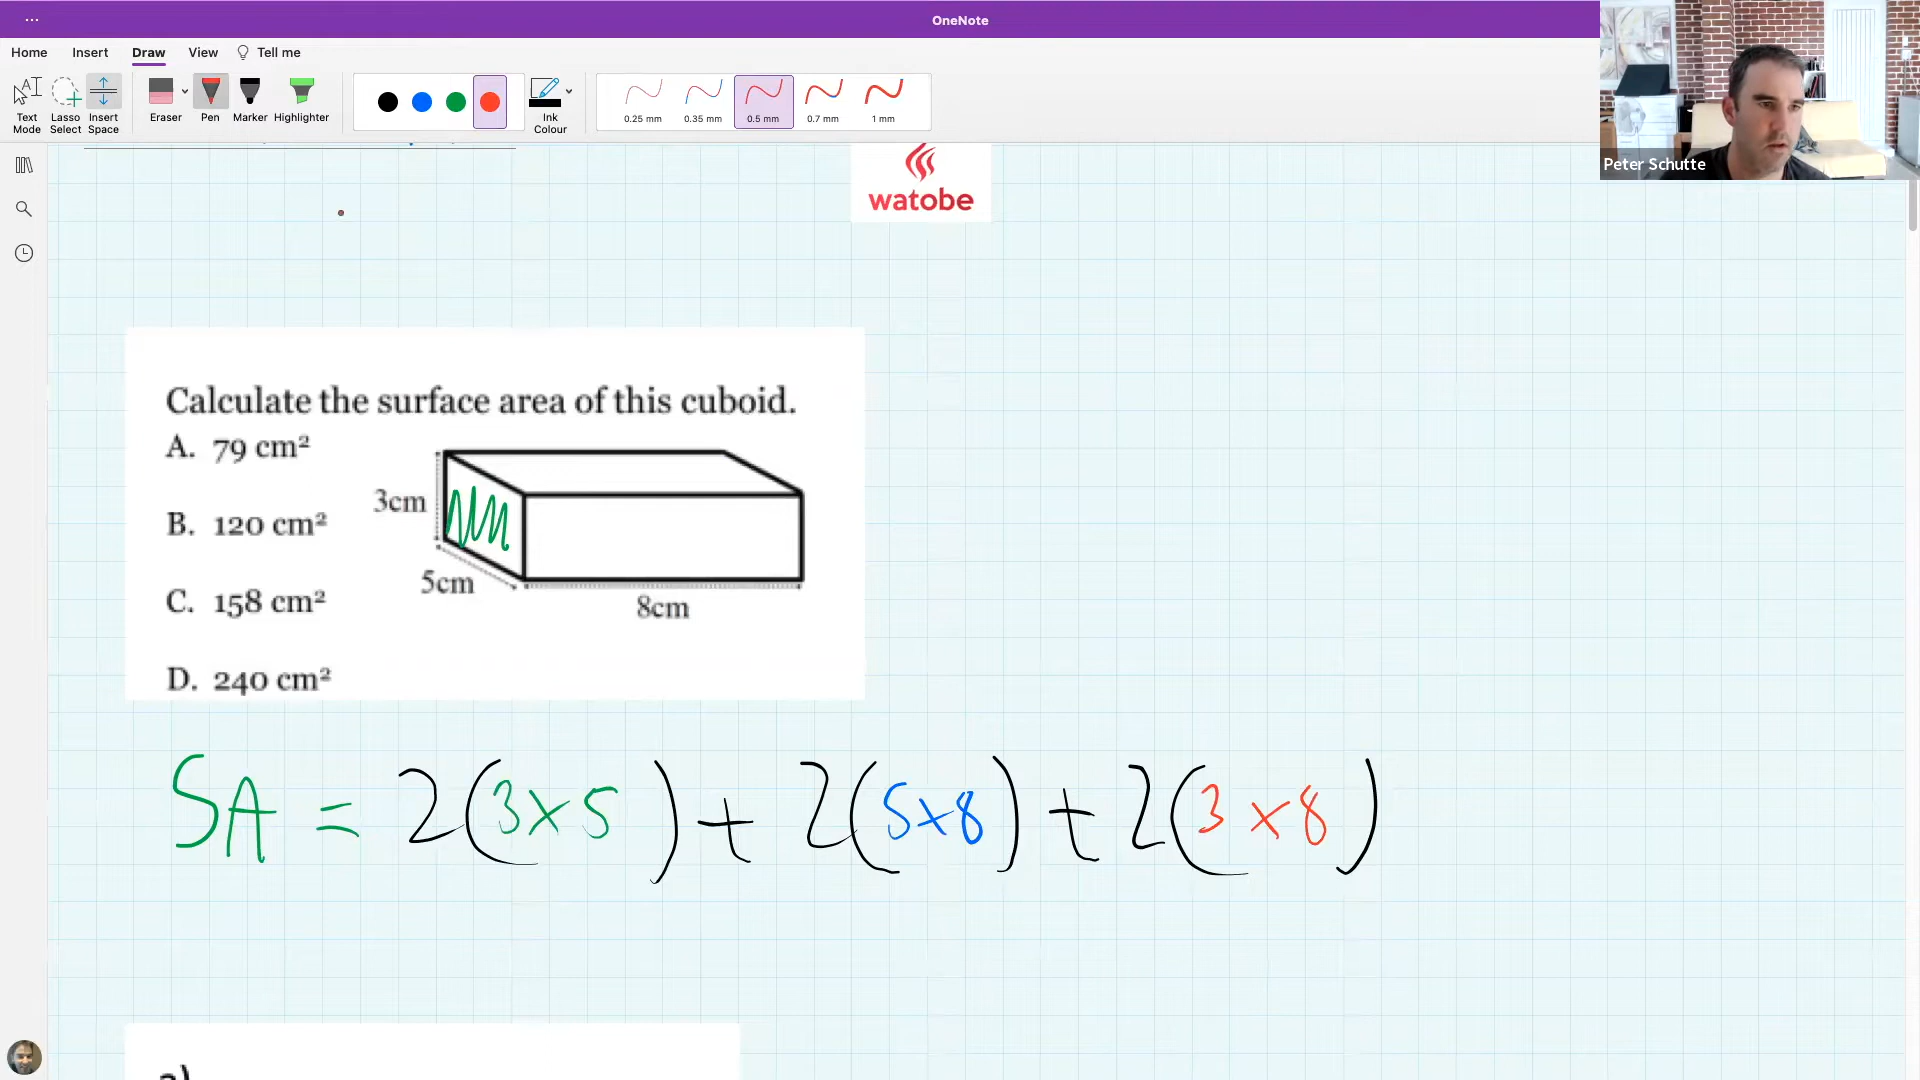 OneNote
Home Insert Draw View Tell me
Text Mode Lasso Select Insert Space Eraser Pen Marker Highlighter Ink Colour 0.25 mm 0.35 mm 0.5 mm 0.7 mm 1 mm
Peter Schutte
watobe
Calculate the surface area of this cuboid.
A. 79 cm²
B. 120 cm²
C. 158 cm²
D. 240 cm²
3cm
5cm
8cm
SA = 2(3×5) + 2(5×8) + 2(3×8)